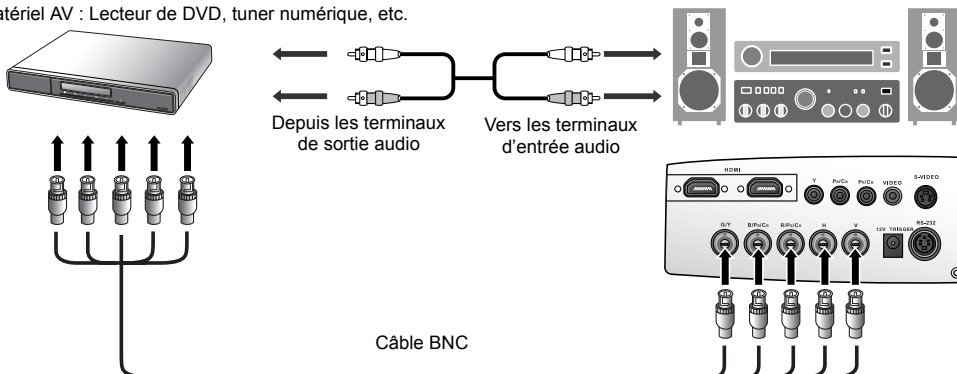 atériel AV : Lecteur de DVD, tuner numérique, etc.
Depuis les terminaux
de sortie audio
Vers les terminaux
d'entrée audio
HDMI
Y PB/CB PR/CR VIDEO S-VIDEO
G/Y B/PB/CB R/PR/CR H V 12V TRIGGER RS-232
Câble BNC